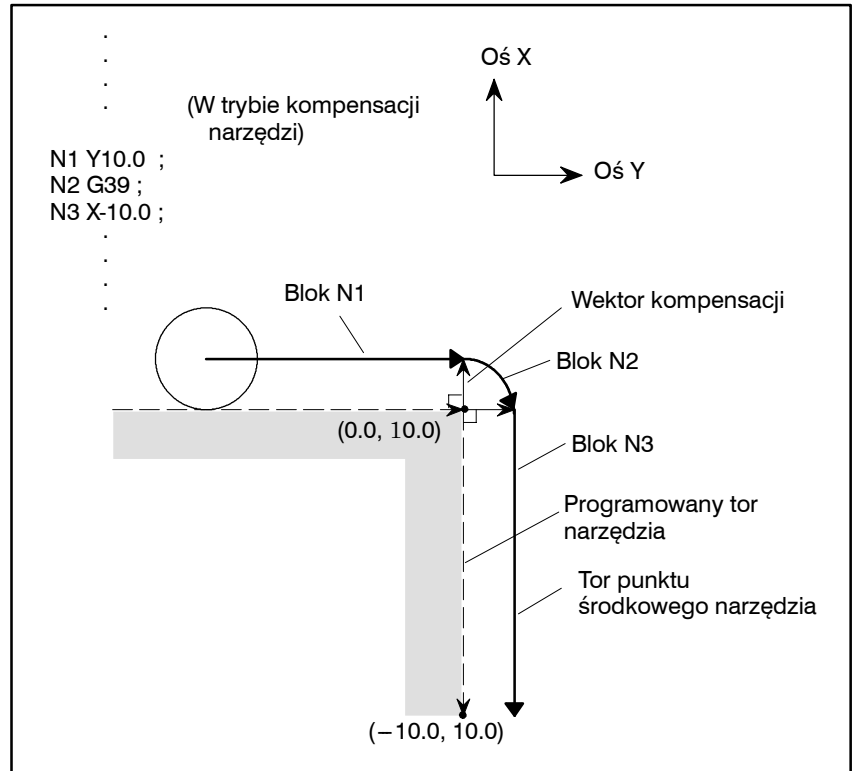 Oś X
(W trybie kompensacji
narzędzi)
Oś Y
N1 Y10.0 ;
N2 G39 ;
N3 X-10.0 ;
Blok N1
Wektor kompensacji
Blok N2
(0.0, 10.0)
Blok N3
Programowany tor
narzędzia
Tor punktu
środkowego narzędzia
(−10.0, 10.0)